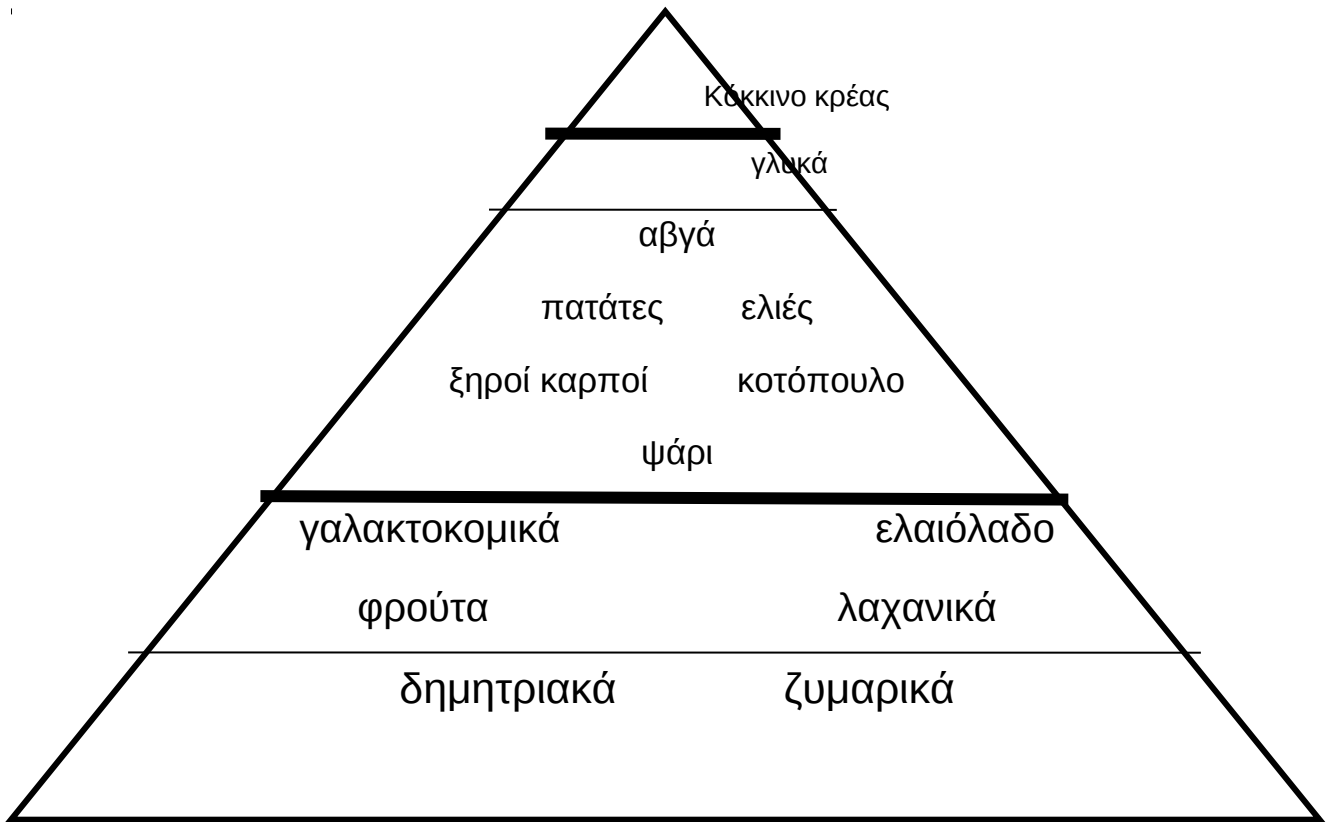 Κόκκινο κρέας
γλυκά
αβγά
πατάτες ελιές
ξηροί καρποί κοτόπουλο
ψάρι
γαλακτοκομικά ελαιόλαδο
φρούτα λαχανικά
δημητριακά ζυμαρικά